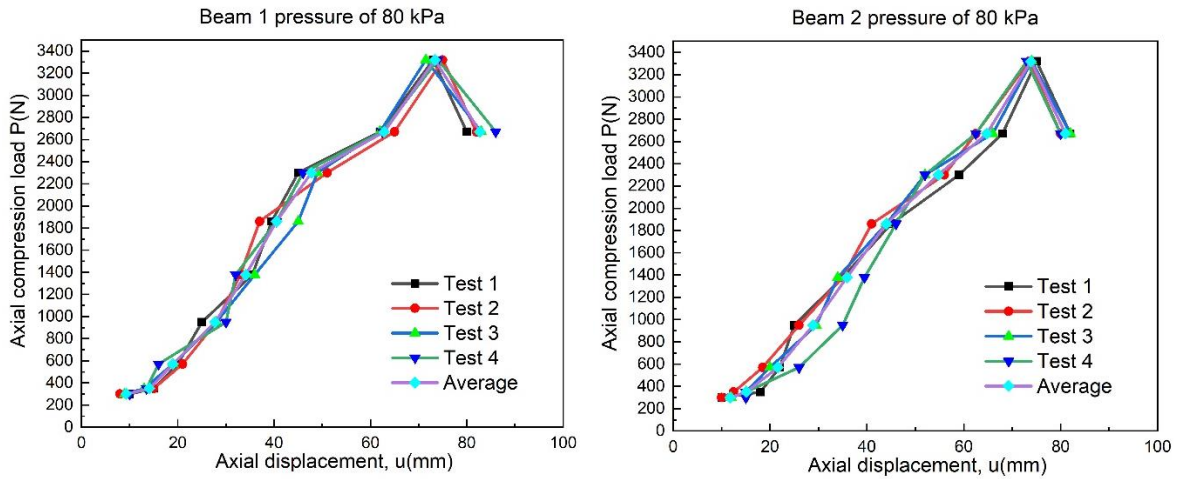 Beam 1 pressure of 80 kPa
Axial compression load P(N)
3400
3200
3000
2800
2600
2400
2200
2000
1800
1600
1400
1200
1000
800
600
400
200
0
Test 1
Test 2
Test 3
Test 4
Average
0 20 40 60 80 100
Axial displacement, u(mm)
Beam 2 pressure of 80 kPa
Axial compression load P(N)
3400
3200
3000
2800
2600
2400
2200
2000
1800
1600
1400
1200
1000
800
600
400
200
0
Test 1
Test 2
Test 3
Test 4
Average
0 20 40 60 80 100
Axial displacement, u(mm)